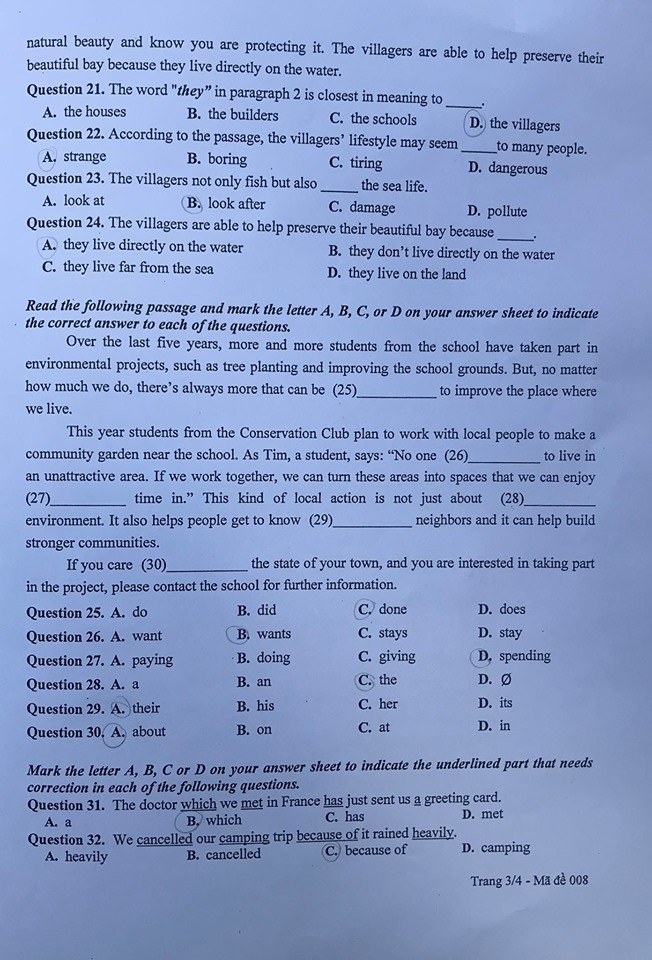 natural beauty and know you are protecting it. The villagers are able to help preserve their
beautiful bay because they live directly on the water.
Question 21. The word "they" in paragraph 2 is closest in meaning to _____.
A. the houses B. the builders C. the schools D. the villagers
Question 22. According to the passage, the villagers' lifestyle may seem _____to many people.
A. strange B. boring C. tiring D. dangerous
Question 23. The villagers not only fish but also _____ the sea life.
A. look at B. look after C. damage D. pollute
Question 24. The villagers are able to help preserve their beautiful bay because _____.
A. they live directly on the water B. they don't live directly on the water
C. they live far from the sea D. they live on the land
Read the following passage and mark the letter A, B, C, or D on your answer sheet to indicate
the correct answer to each of the questions.
Over the last five years, more and more students from the school have taken part in
environmental projects, such as tree planting and improving the school grounds. But, no matter
how much we do, there's always more that can be (25)___________ to improve the place where
we live.
This year students from the Conservation Club plan to work with local people to make a
community garden near the school. As Tim, a student, says: “No one (26)__________ to live in
an unattractive area. If we work together, we can turn these areas into spaces that we can enjoy
(27)__________ time in.” This kind of local action is not just about (28)__________
environment. It also helps people get to know (29)___________ neighbors and it can help build
stronger communities.
If you care (30)___________ the state of your town, and you are interested in taking part
in the project, please contact the school for further information.
Question 25. A. do B. did C. done D. does
Question 26. A. want B. wants C. stays D. stay
Question 27. A. paying B. doing C. giving D. spending
Question 28. A. a B. an C. the D. Ø
Question 29. A. their B. his C. her D. its
Question 30. A. about B. on C. at D. in
Mark the letter A, B, C or D on your answer sheet to indicate the underlined part that needs
correction in each of the following questions.
Question 31. The doctor which we met in France has just sent us a greeting card.
A. a B. which C. has D. met
Question 32. We cancelled our camping trip because of it rained heavily.
A. heavily B. cancelled C. because of D. camping
Trang 3/4 - Mã đề 008